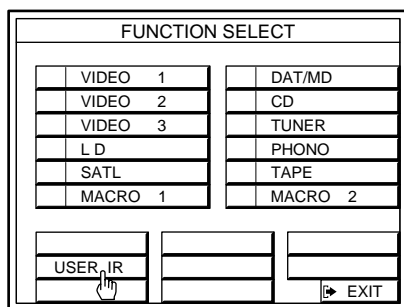 FUNCTION SELECT
VIDEO 1
VIDEO 2
VIDEO 3
L D
SATL
MACRO 1
DAT/MD
CD
TUNER
PHONO
TAPE
MACRO 2
USER IR
EXIT